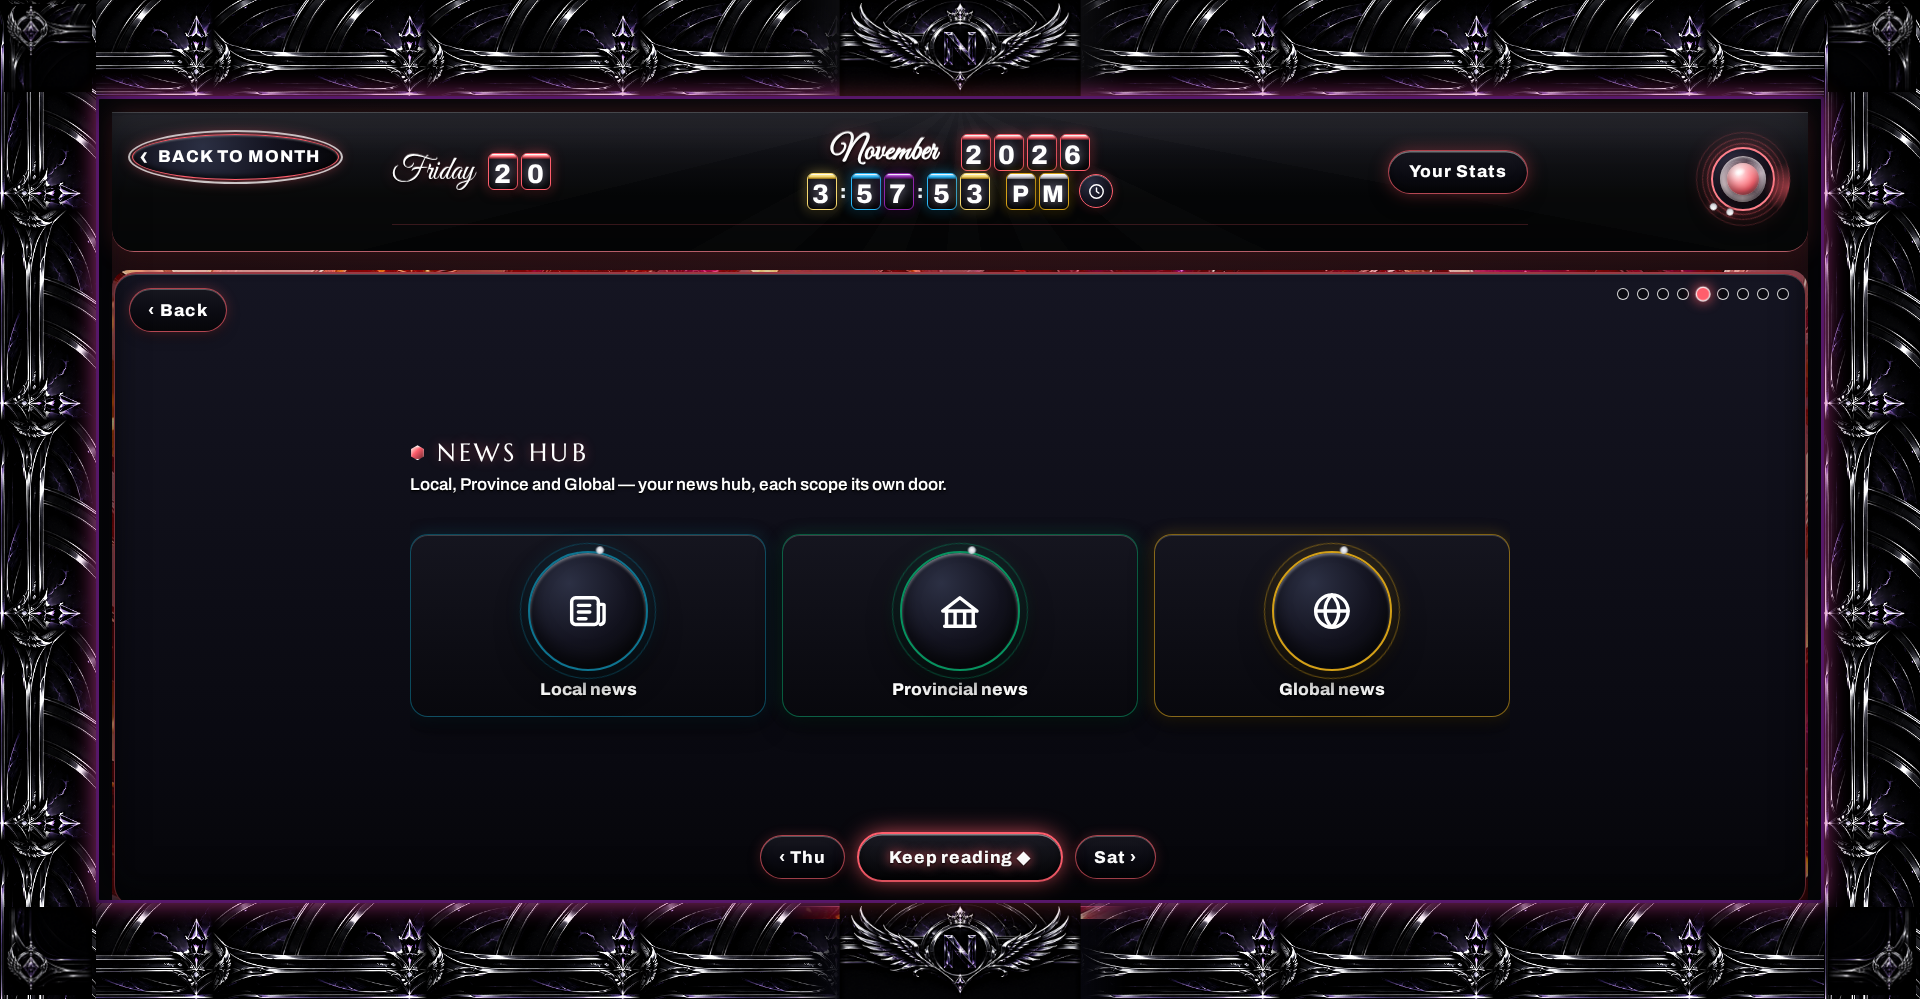 ‹ BACK TO MONTH
Friday 20
November 2026
3:57:53 PM
Your Stats
‹ Back
NEWS HUB
Local, Province and Global — your news hub, each scope its own door.
Local news
Provincial news
Global news
‹ Thu
Keep reading ◆
Sat ›
N
N